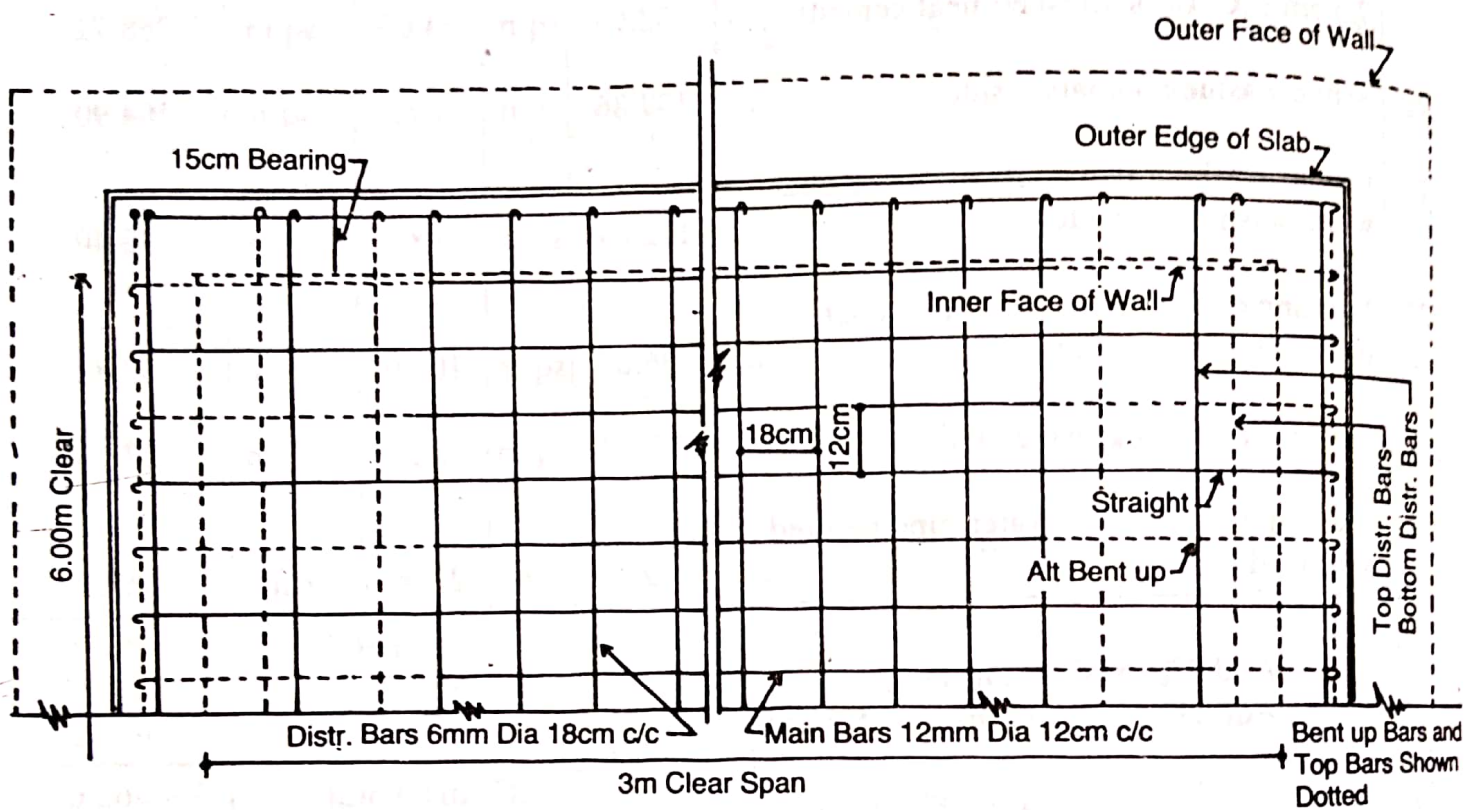 Outer Face of Wall
Outer Edge of Slab
15cm Bearing
Inner Face of Wall
6.00m Clear
18cm
12cm
Straight
Alt Bent up
Top Distr. Bars
Bottom Distr. Bars
Distr. Bars 6mm Dia 18cm c/c
Main Bars 12mm Dia 12cm c/c
Bent up Bars and
Top Bars Shown
Dotted
3m Clear Span